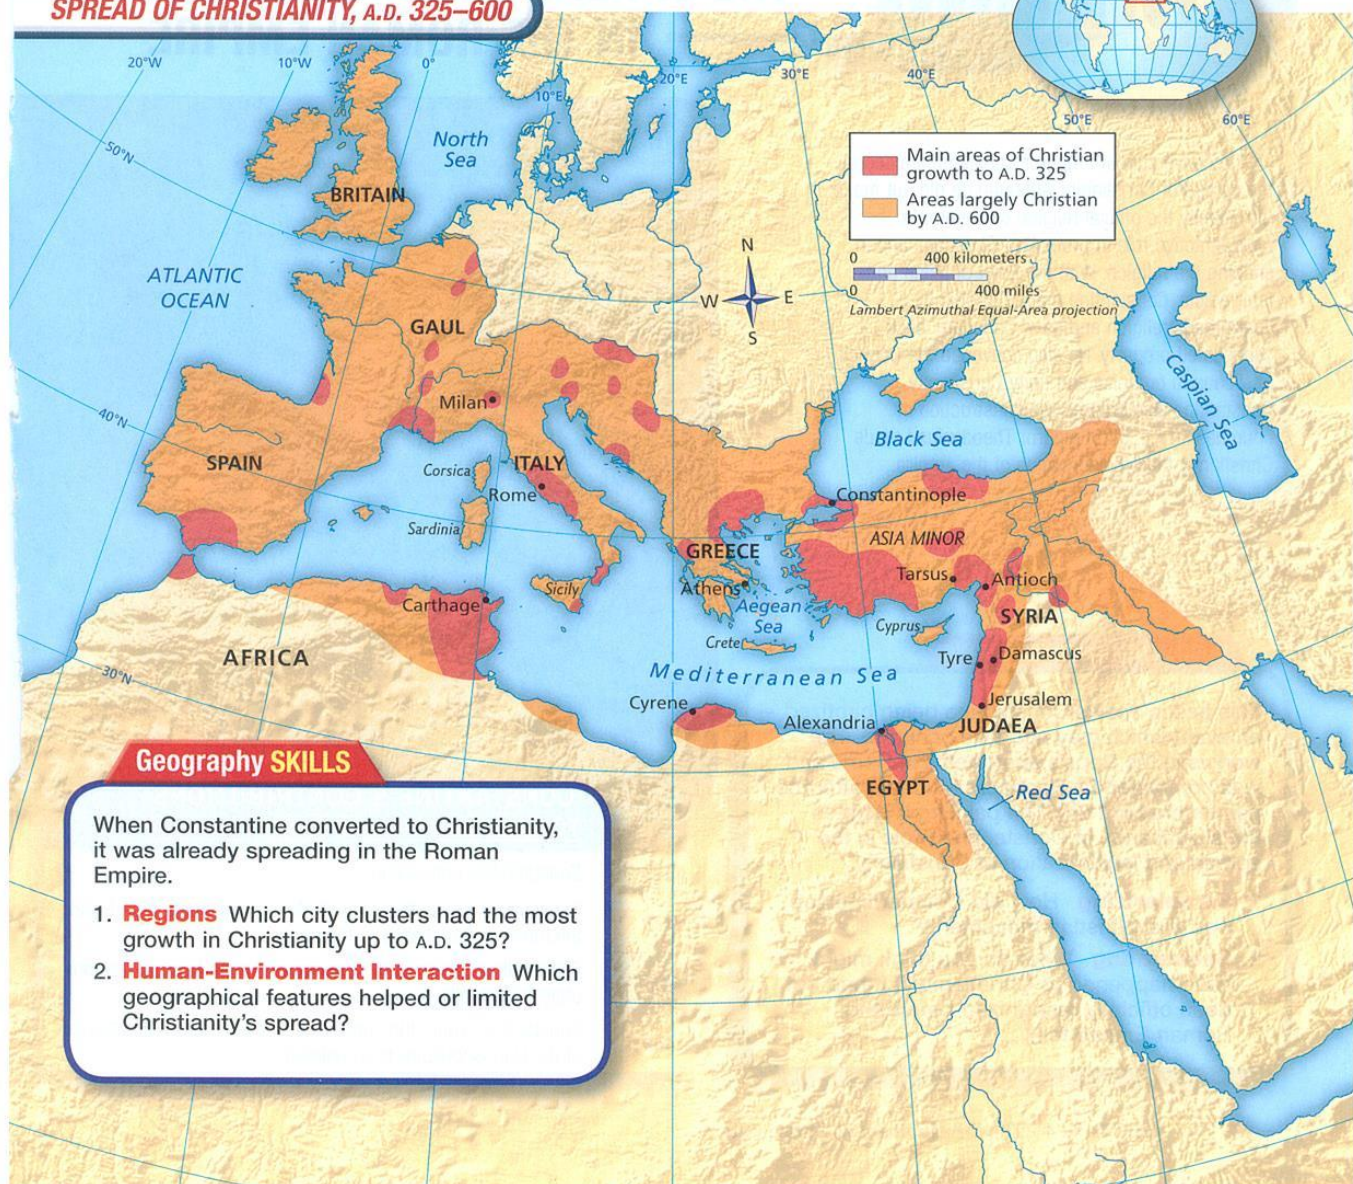 SPREAD OF CHRISTIANITY, A.D. 325–600
20°W
10°W
0°
10°E
20°E
30°E
40°E
50°E
60°E
50°N
40°N
30°N
North
Sea
BRITAIN
ATLANTIC
OCEAN
Main areas of Christian
growth to A.D. 325
Areas largely Christian
by A.D. 600
0 400 kilometers
0 400 miles
Lambert Azimuthal Equal-Area projection
N
W E
S
GAUL
Milan
Caspian Sea
Black Sea
SPAIN
Corsica
ITALY
Rome
Constantinople
Sardinia
GREECE
ASIA MINOR
Tarsus
Antioch
Sicily
Athens
Carthage
Aegean
Sea
SYRIA
Cyprus
Crete
AFRICA
Tyre
Damascus
Mediterranean Sea
Cyrene
Jerusalem
Alexandria
JUDAEA
EGYPT
Red Sea
Geography SKILLS
When Constantine converted to Christianity,
it was already spreading in the Roman
Empire.
1. Regions Which city clusters had the most
growth in Christianity up to A.D. 325?
2. Human-Environment Interaction Which
geographical features helped or limited
Christianity's spread?